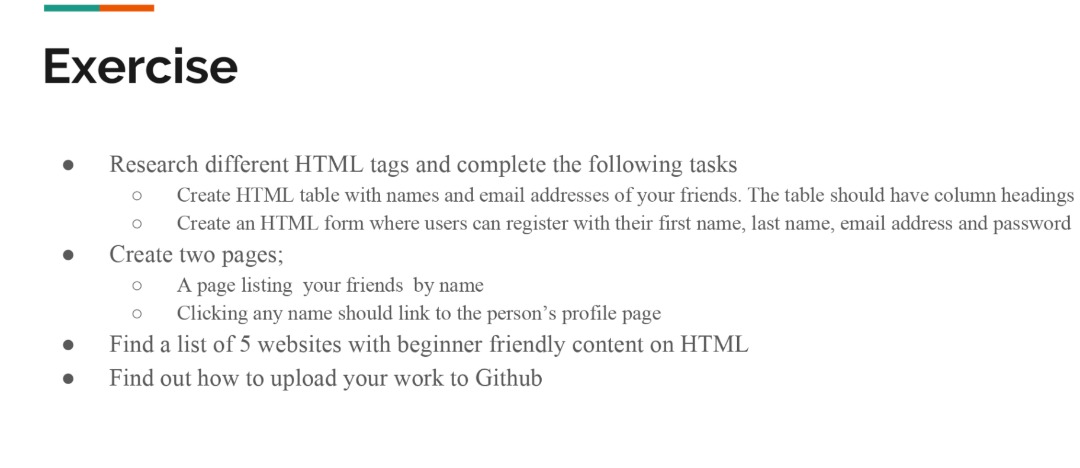 Exercise
● Research different HTML tags and complete the following tasks
○ Create HTML table with names and email addresses of your friends. The table should have column headings
○ Create an HTML form where users can register with their first name, last name, email address and password
● Create two pages;
○ A page listing  your friends  by name
○ Clicking any name should link to the person’s profile page
● Find a list of 5 websites with beginner friendly content on HTML
● Find out how to upload your work to Github